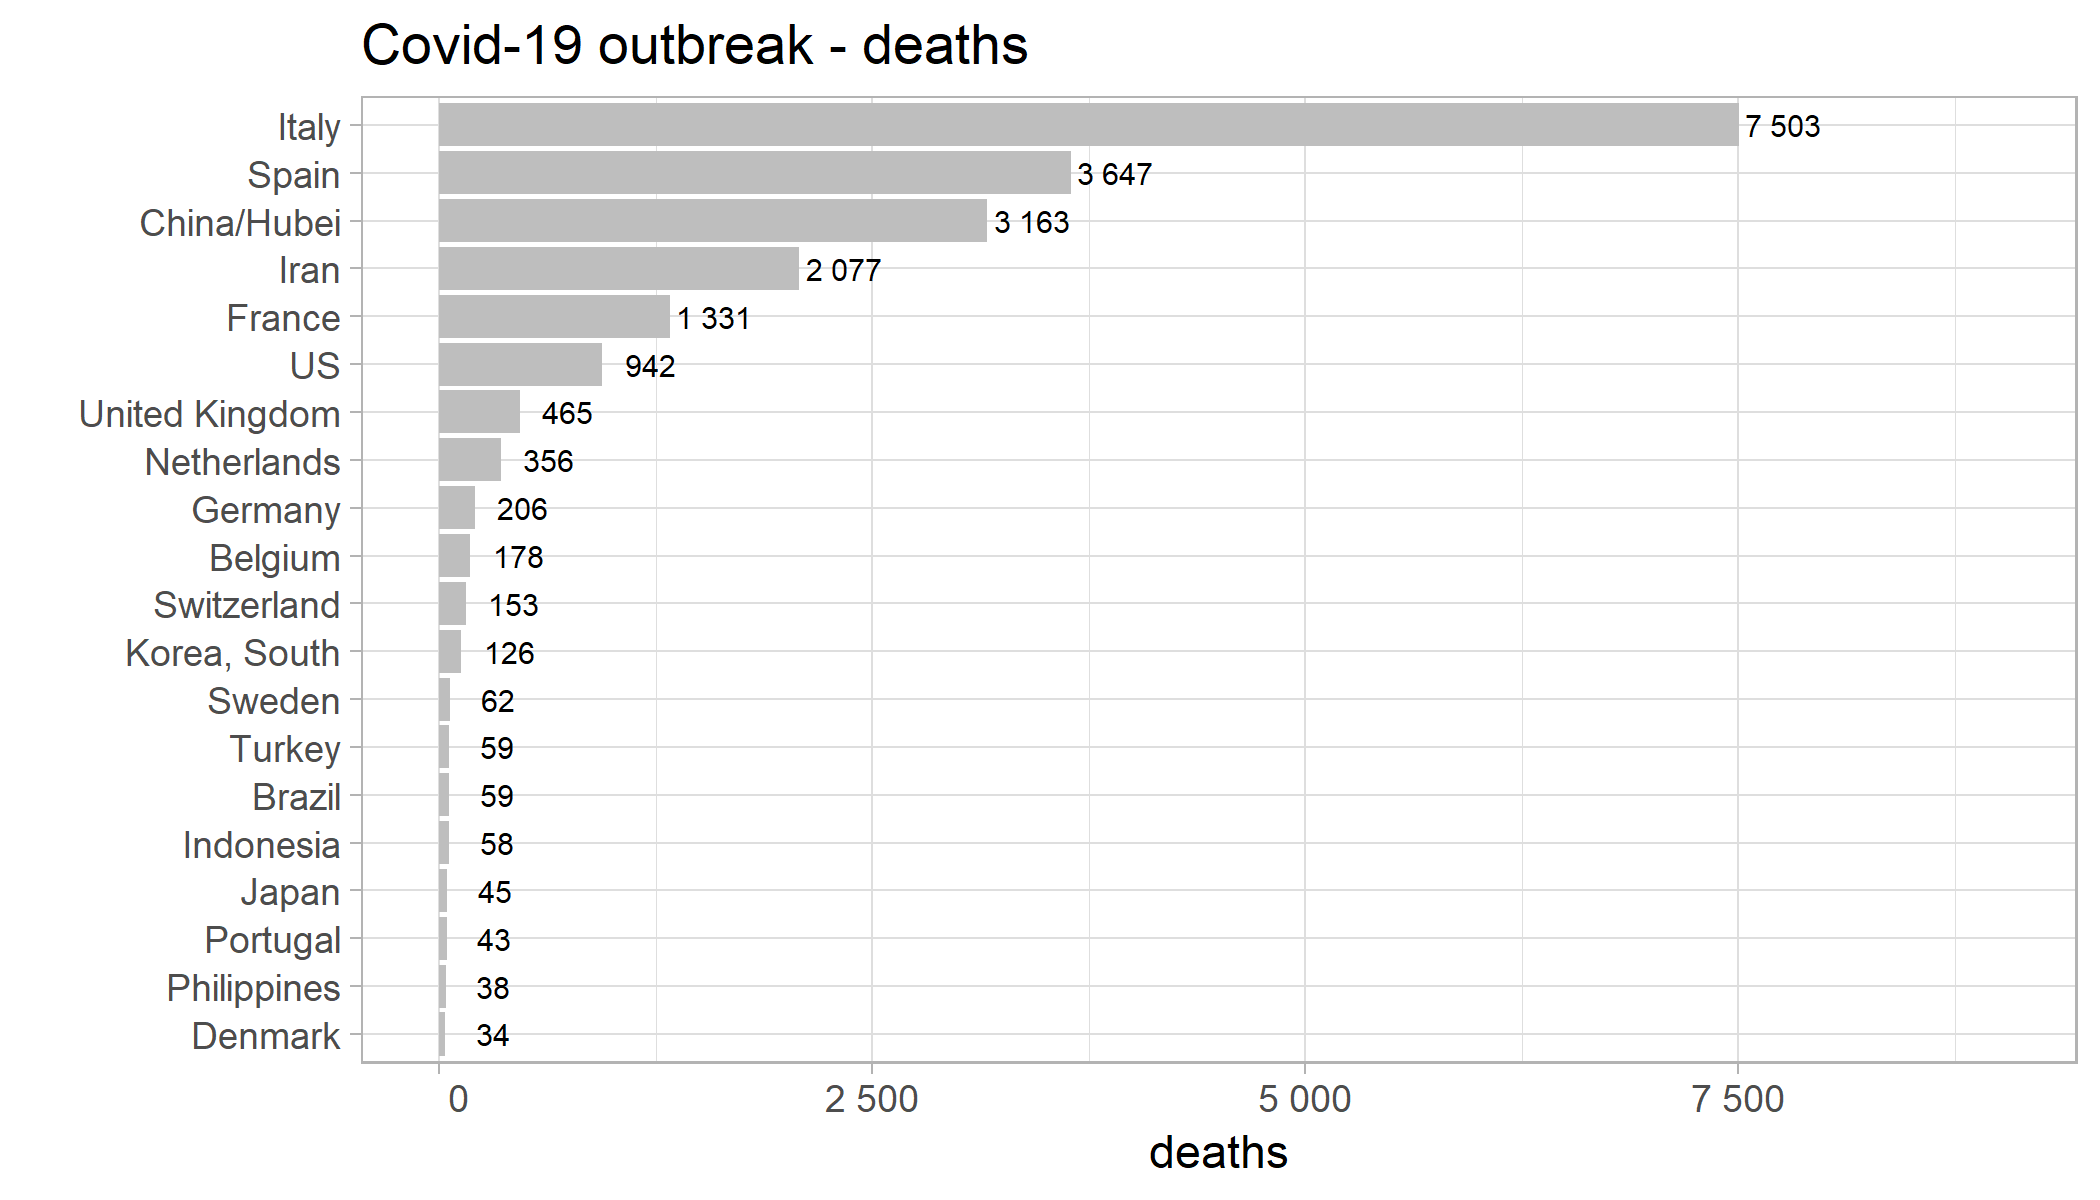 Covid-19 outbreak - deaths
Italy 7 503
Spain 3 647
China/Hubei 3 163
Iran 2 077
France 1 331
US 942
United Kingdom 465
Netherlands 356
Germany 206
Belgium 178
Switzerland 153
Korea, South 126
Sweden 62
Turkey 59
Brazil 59
Indonesia 58
Japan 45
Portugal 43
Philippines 38
Denmark 34
0 2 500 5 000 7 500
deaths